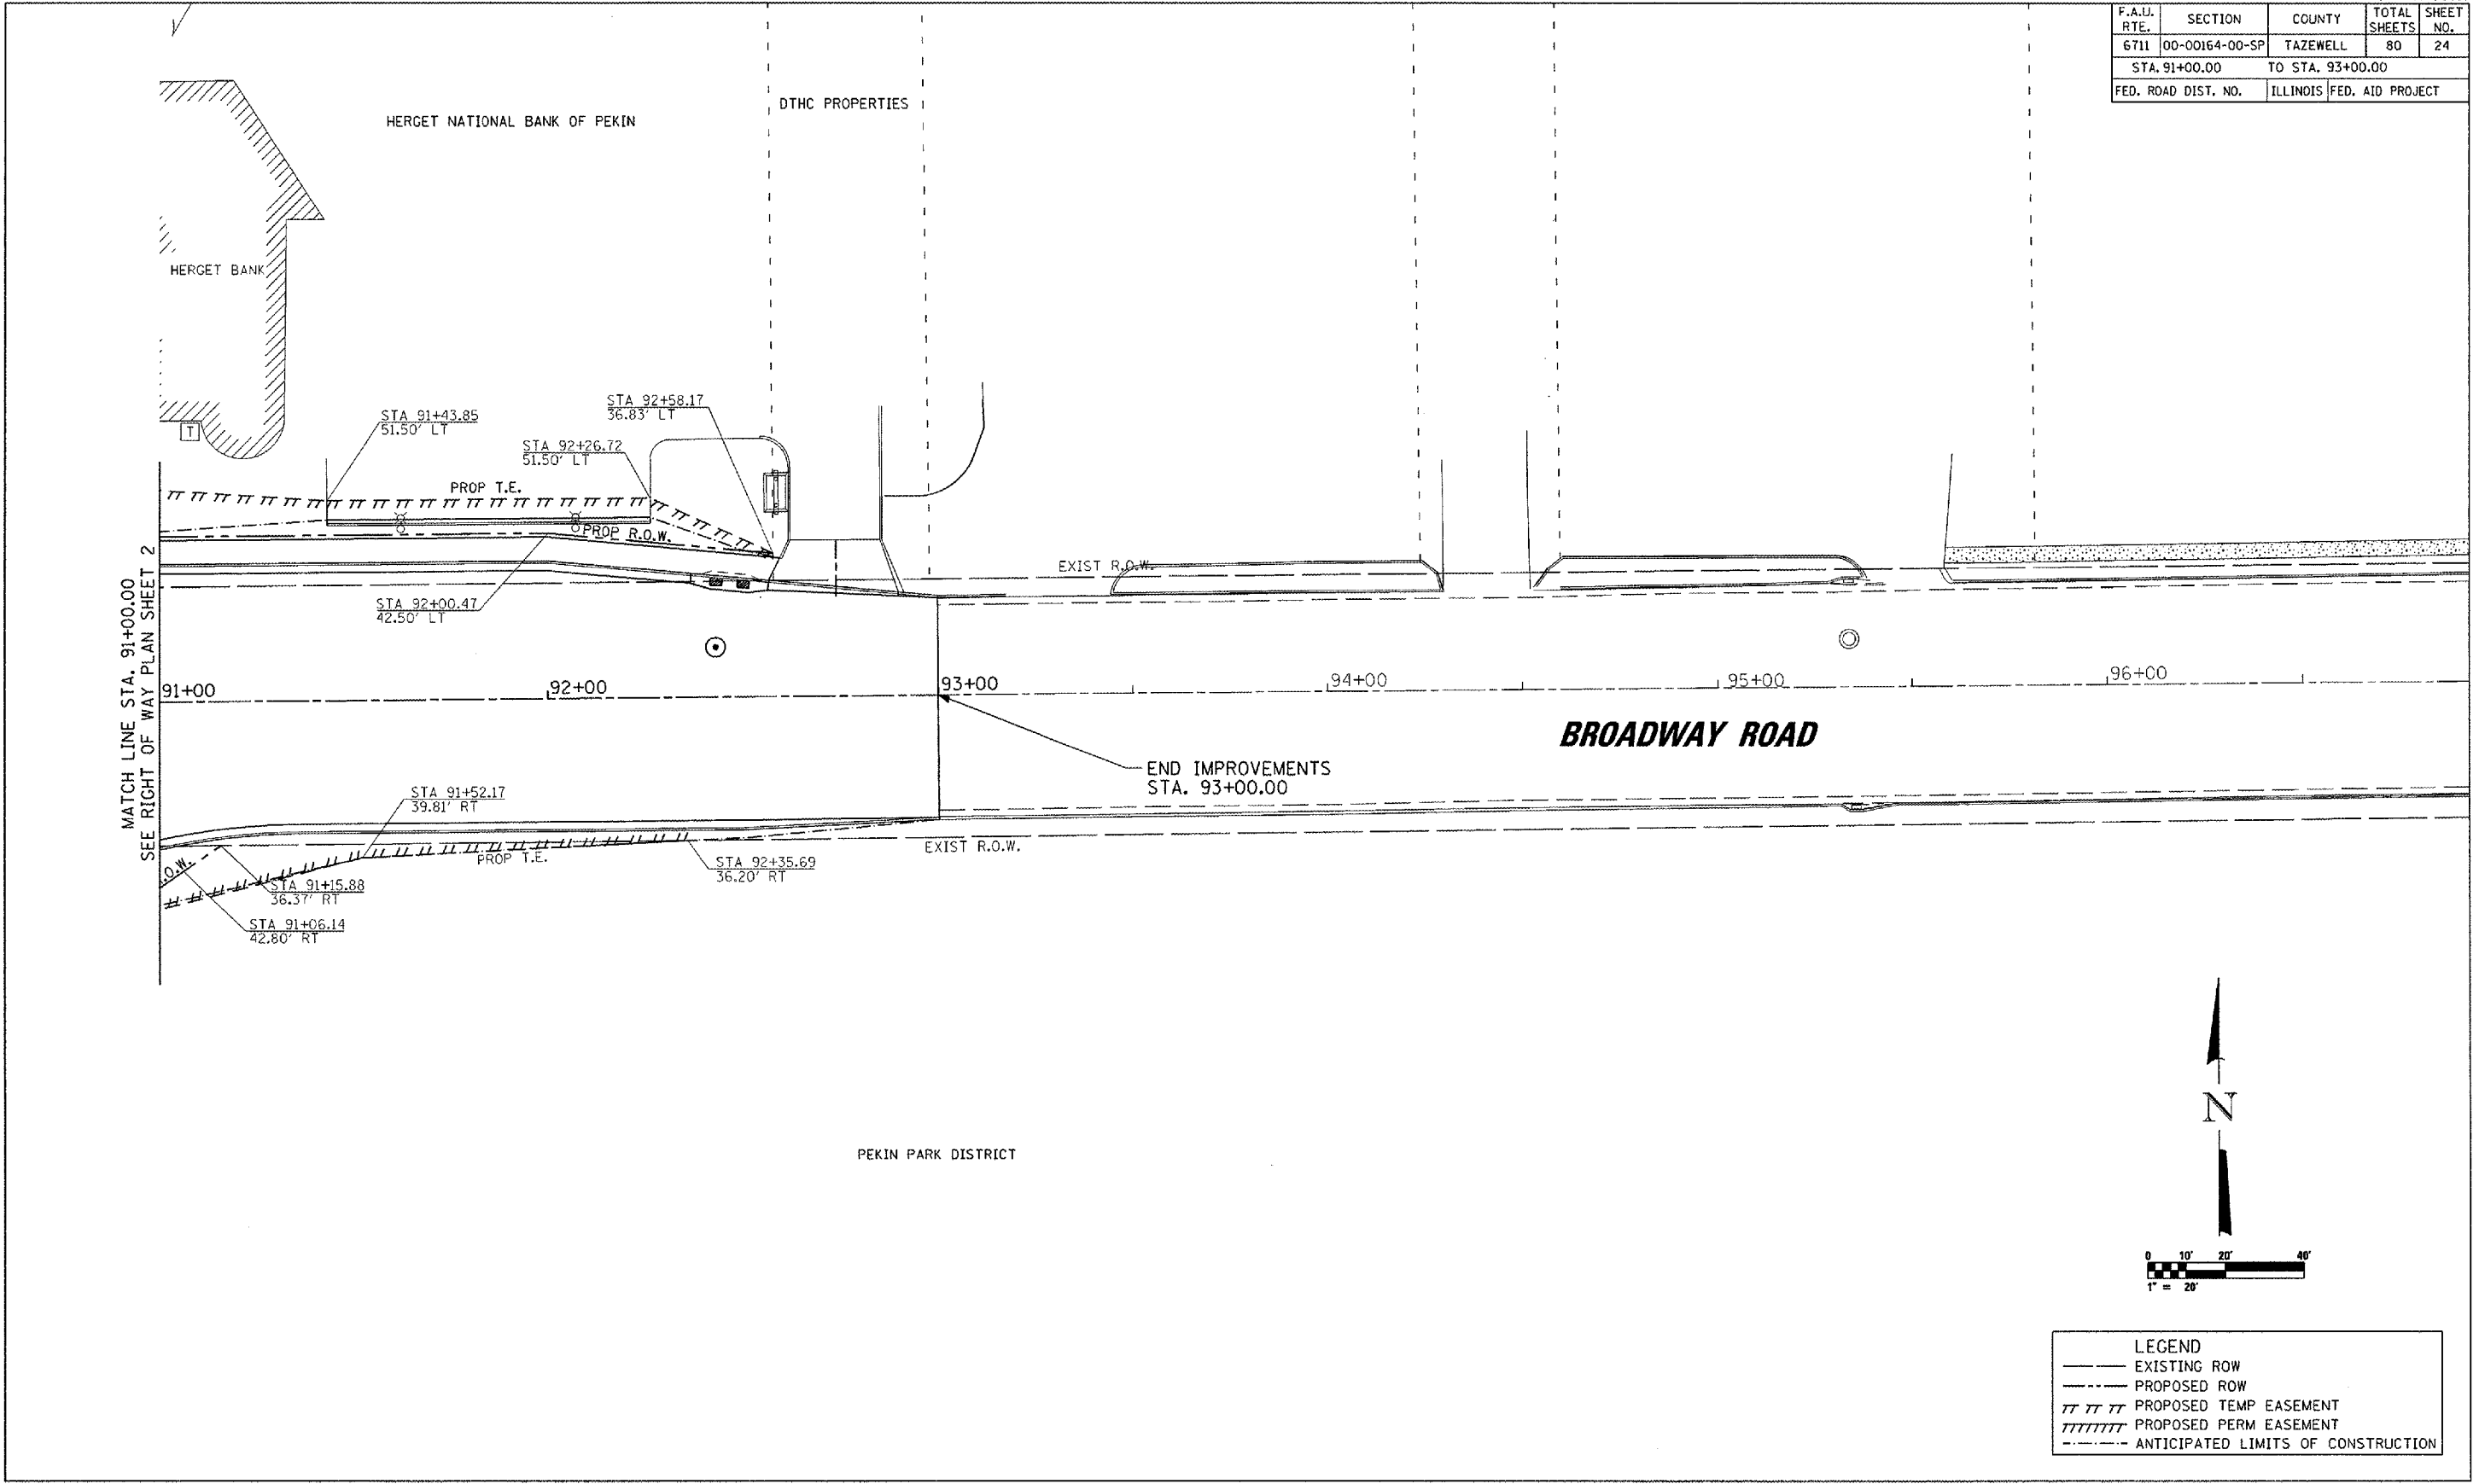 F.A.U. RTE. SECTION COUNTY TOTAL SHEETS SHEET NO.
6711 00-00164-00-SP TAZEWELL 80 24
STA. 91+00.00 TO STA. 93+00.00
FED. ROAD DIST. NO. ILLINOIS FED. AID PROJECT
DTHC PROPERTIES
HERGET NATIONAL BANK OF PEKIN
HERGET BANK
T
STA 91+43.85
51.50' LT
STA 92+58.17
36.83' LT
STA 92+26.72
51.50' LT
PROP T.E.
PROP R.O.W.
EXIST R.O.W.
STA 92+00.47
42.50' LT
MATCH LINE STA. 91+00.00
SEE RIGHT OF WAY PLAN SHEET 2
91+00
92+00
93+00
94+00
95+00
96+00
BROADWAY ROAD
END IMPROVEMENTS
STA. 93+00.00
STA 91+52.17
39.81' RT
EXIST R.O.W.
PROP T.E.
STA 92+35.69
36.20' RT
.O.W.
STA 91+15.88
36.37' RT
STA 91+06.14
42.80' RT
PEKIN PARK DISTRICT
N
0 10' 20' 40'
1" = 20'
LEGEND
EXISTING ROW
PROPOSED ROW
PROPOSED TEMP EASEMENT
PROPOSED PERM EASEMENT
ANTICIPATED LIMITS OF CONSTRUCTION